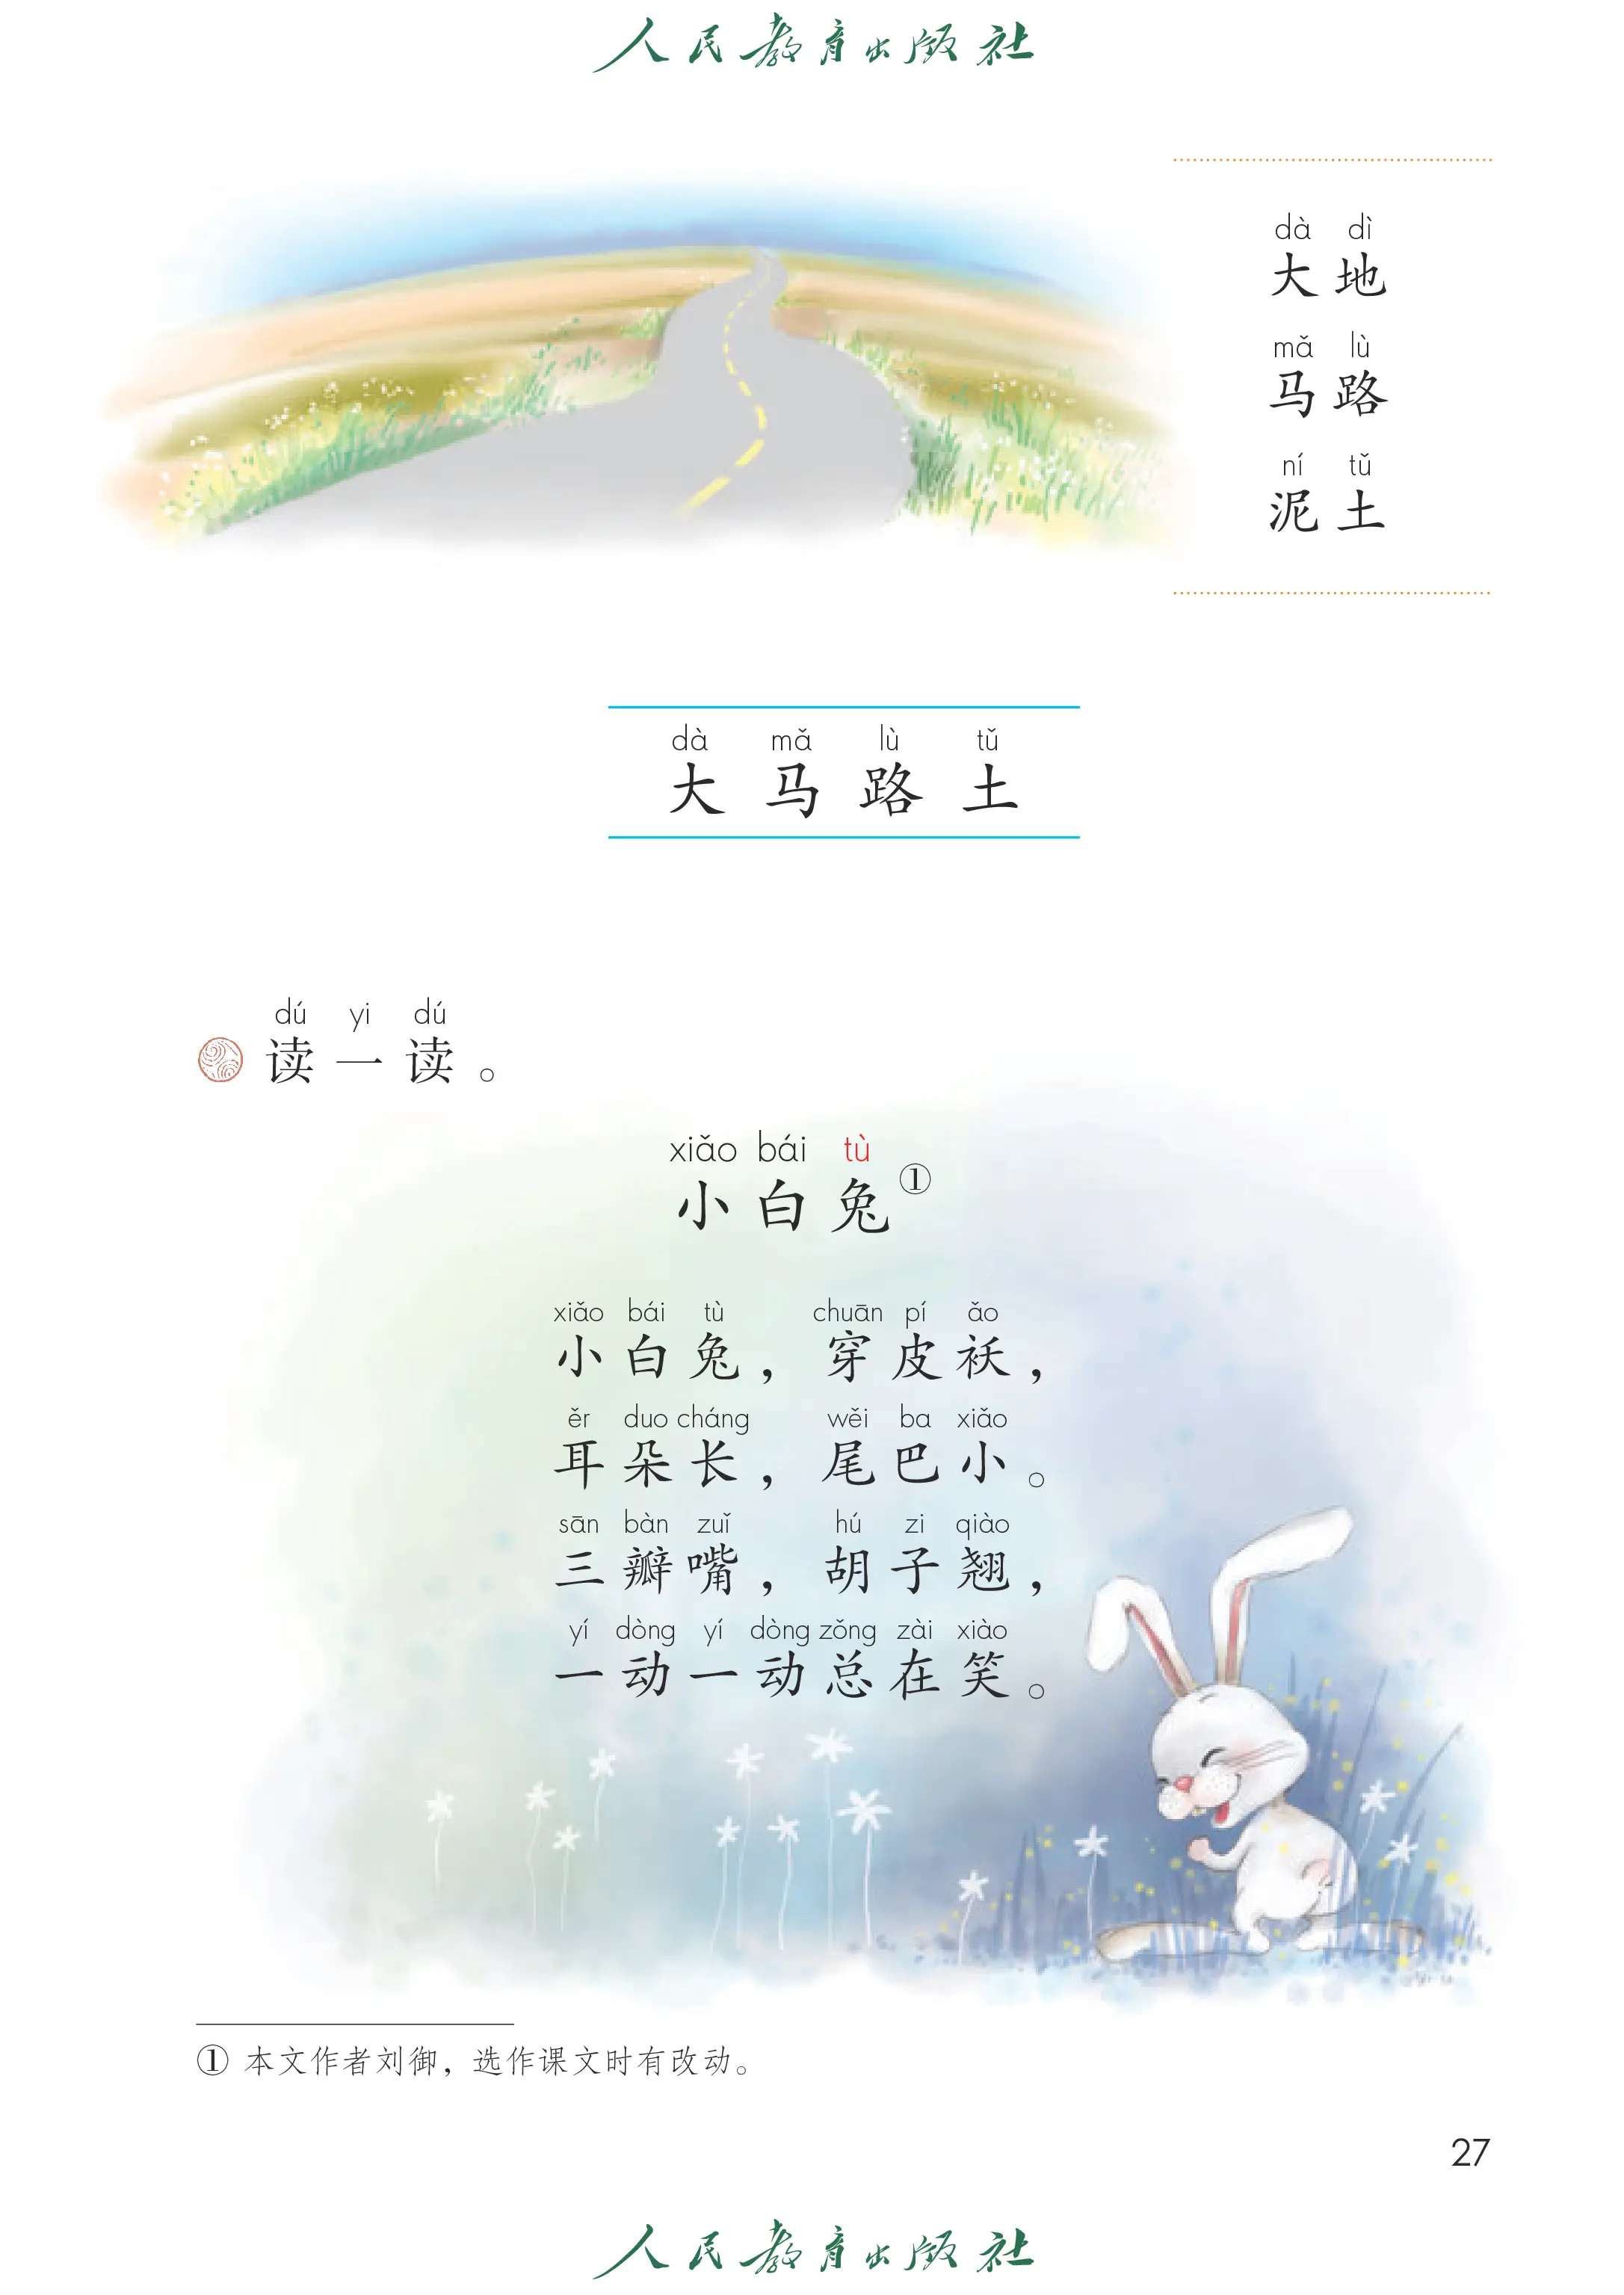 人民教育出版社
dà dì
大地
mǎ lù
马路
ní tǔ
泥土
dà mǎ lù tǔ
大 马 路 土
dú yi dú
读一读。
xiǎo bái tù
小白兔①
xiǎo bái tù chuān pí ǎo
小白兔，穿皮袄，
ěr duo cháng wěi ba xiǎo
耳朵长，尾巴小。
sān bàn zuǐ hú zi qiào
三瓣嘴，胡子翘，
yí dòng yí dòng zǒng zài xiào
一动一动总在笑。
① 本文作者刘御，选作课文时有改动。
27
人民教育出版社